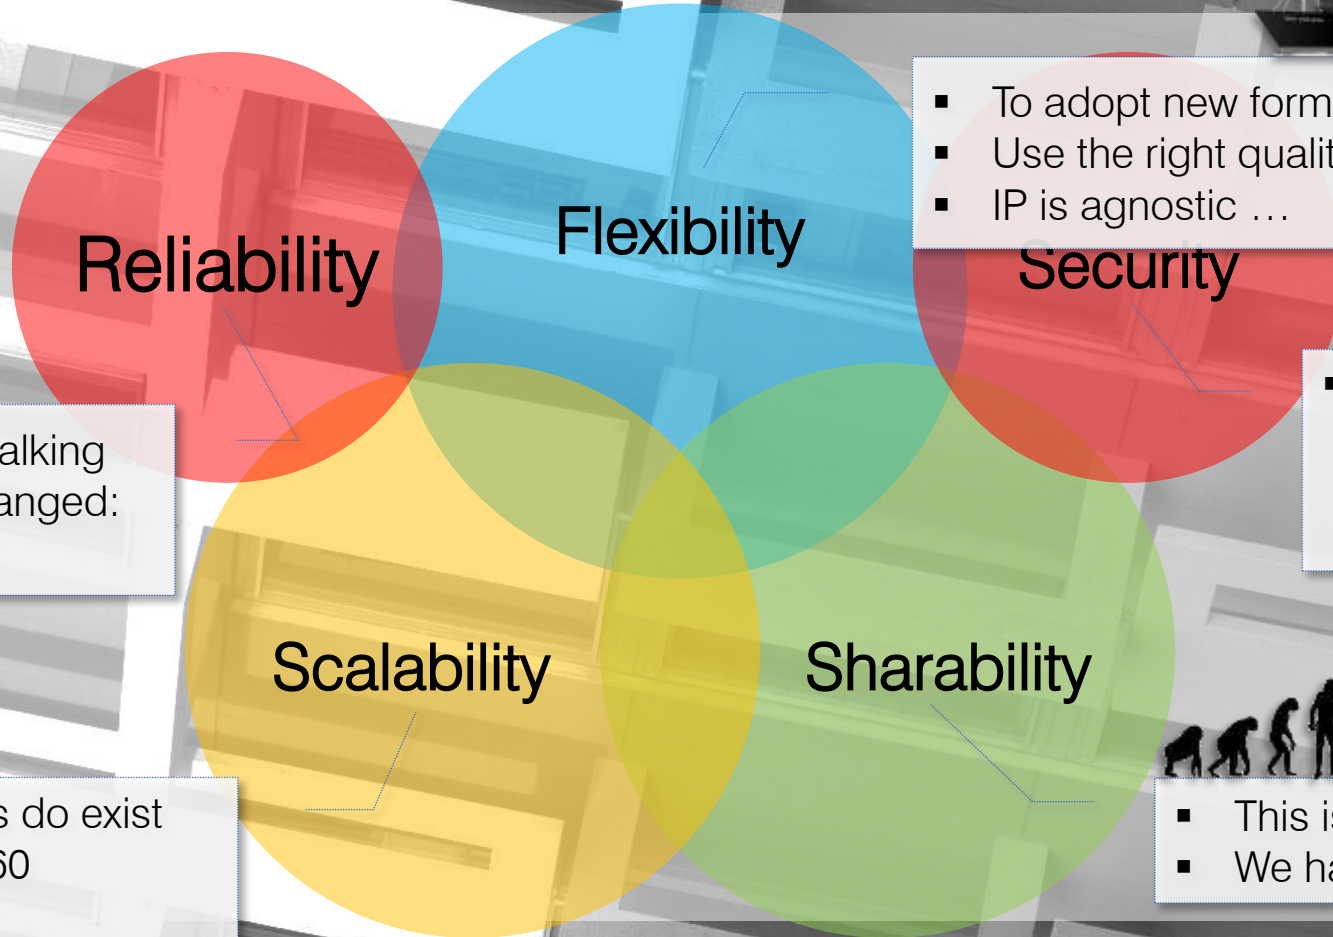 Flexibility
▪ To adopt new form
▪ Use the right qualit
▪ IP is agnostic …
Reliability
Security
alking
anged:
▪
Scalability
Sharability
s do exist
60
▪ This is
▪ We ha